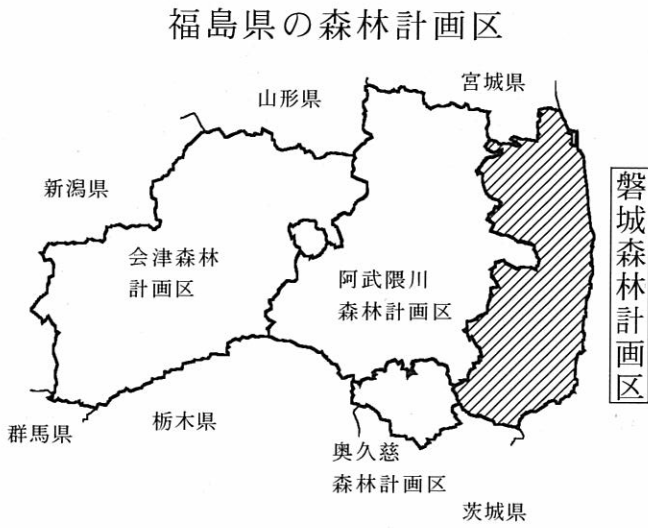 福島県の森林計画区
山形県
宮城県
新潟県
会津森林
計画区
阿武隈川
森林計画区
磐城森林計画区
群馬県
栃木県
奥久慈
森林計画区
茨城県